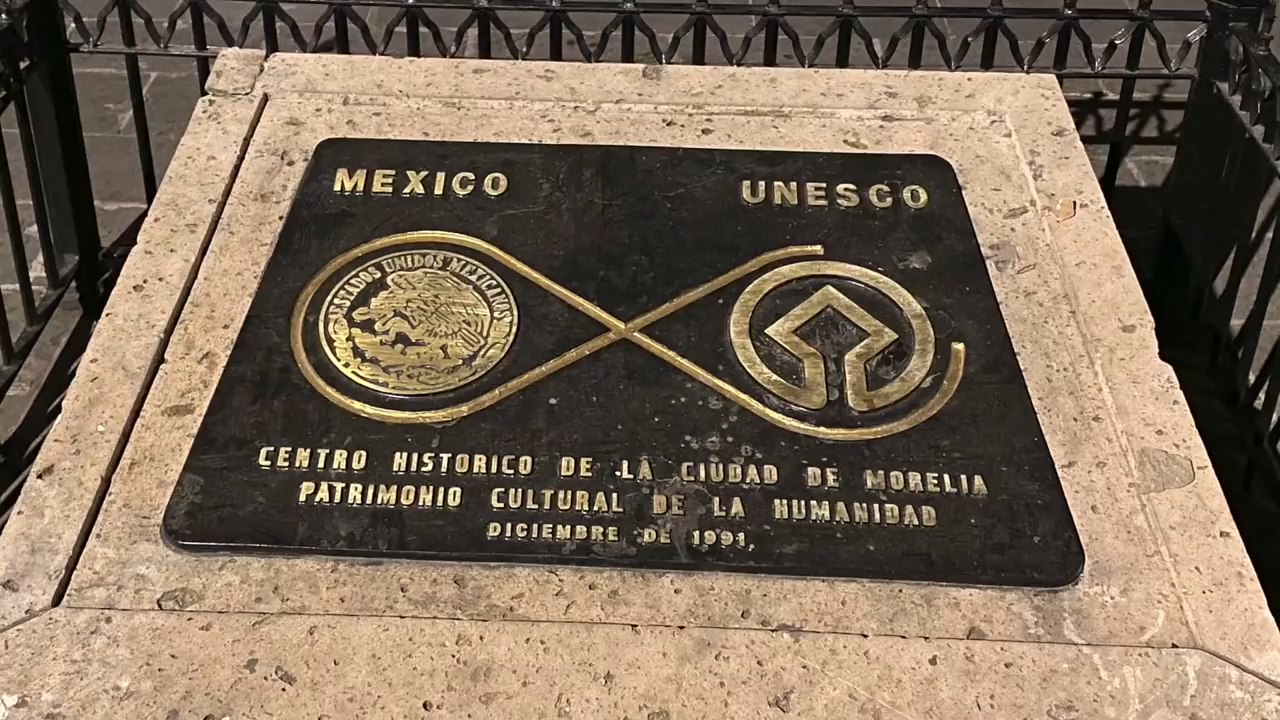 MEXICO UNESCO
ESTADOS UNIDOS MEXICANOS
CENTRO HISTORICO DE LA CIUDAD DE MORELIA
PATRIMONIO CULTURAL DE LA HUMANIDAD
DICIEMBRE DE 1991